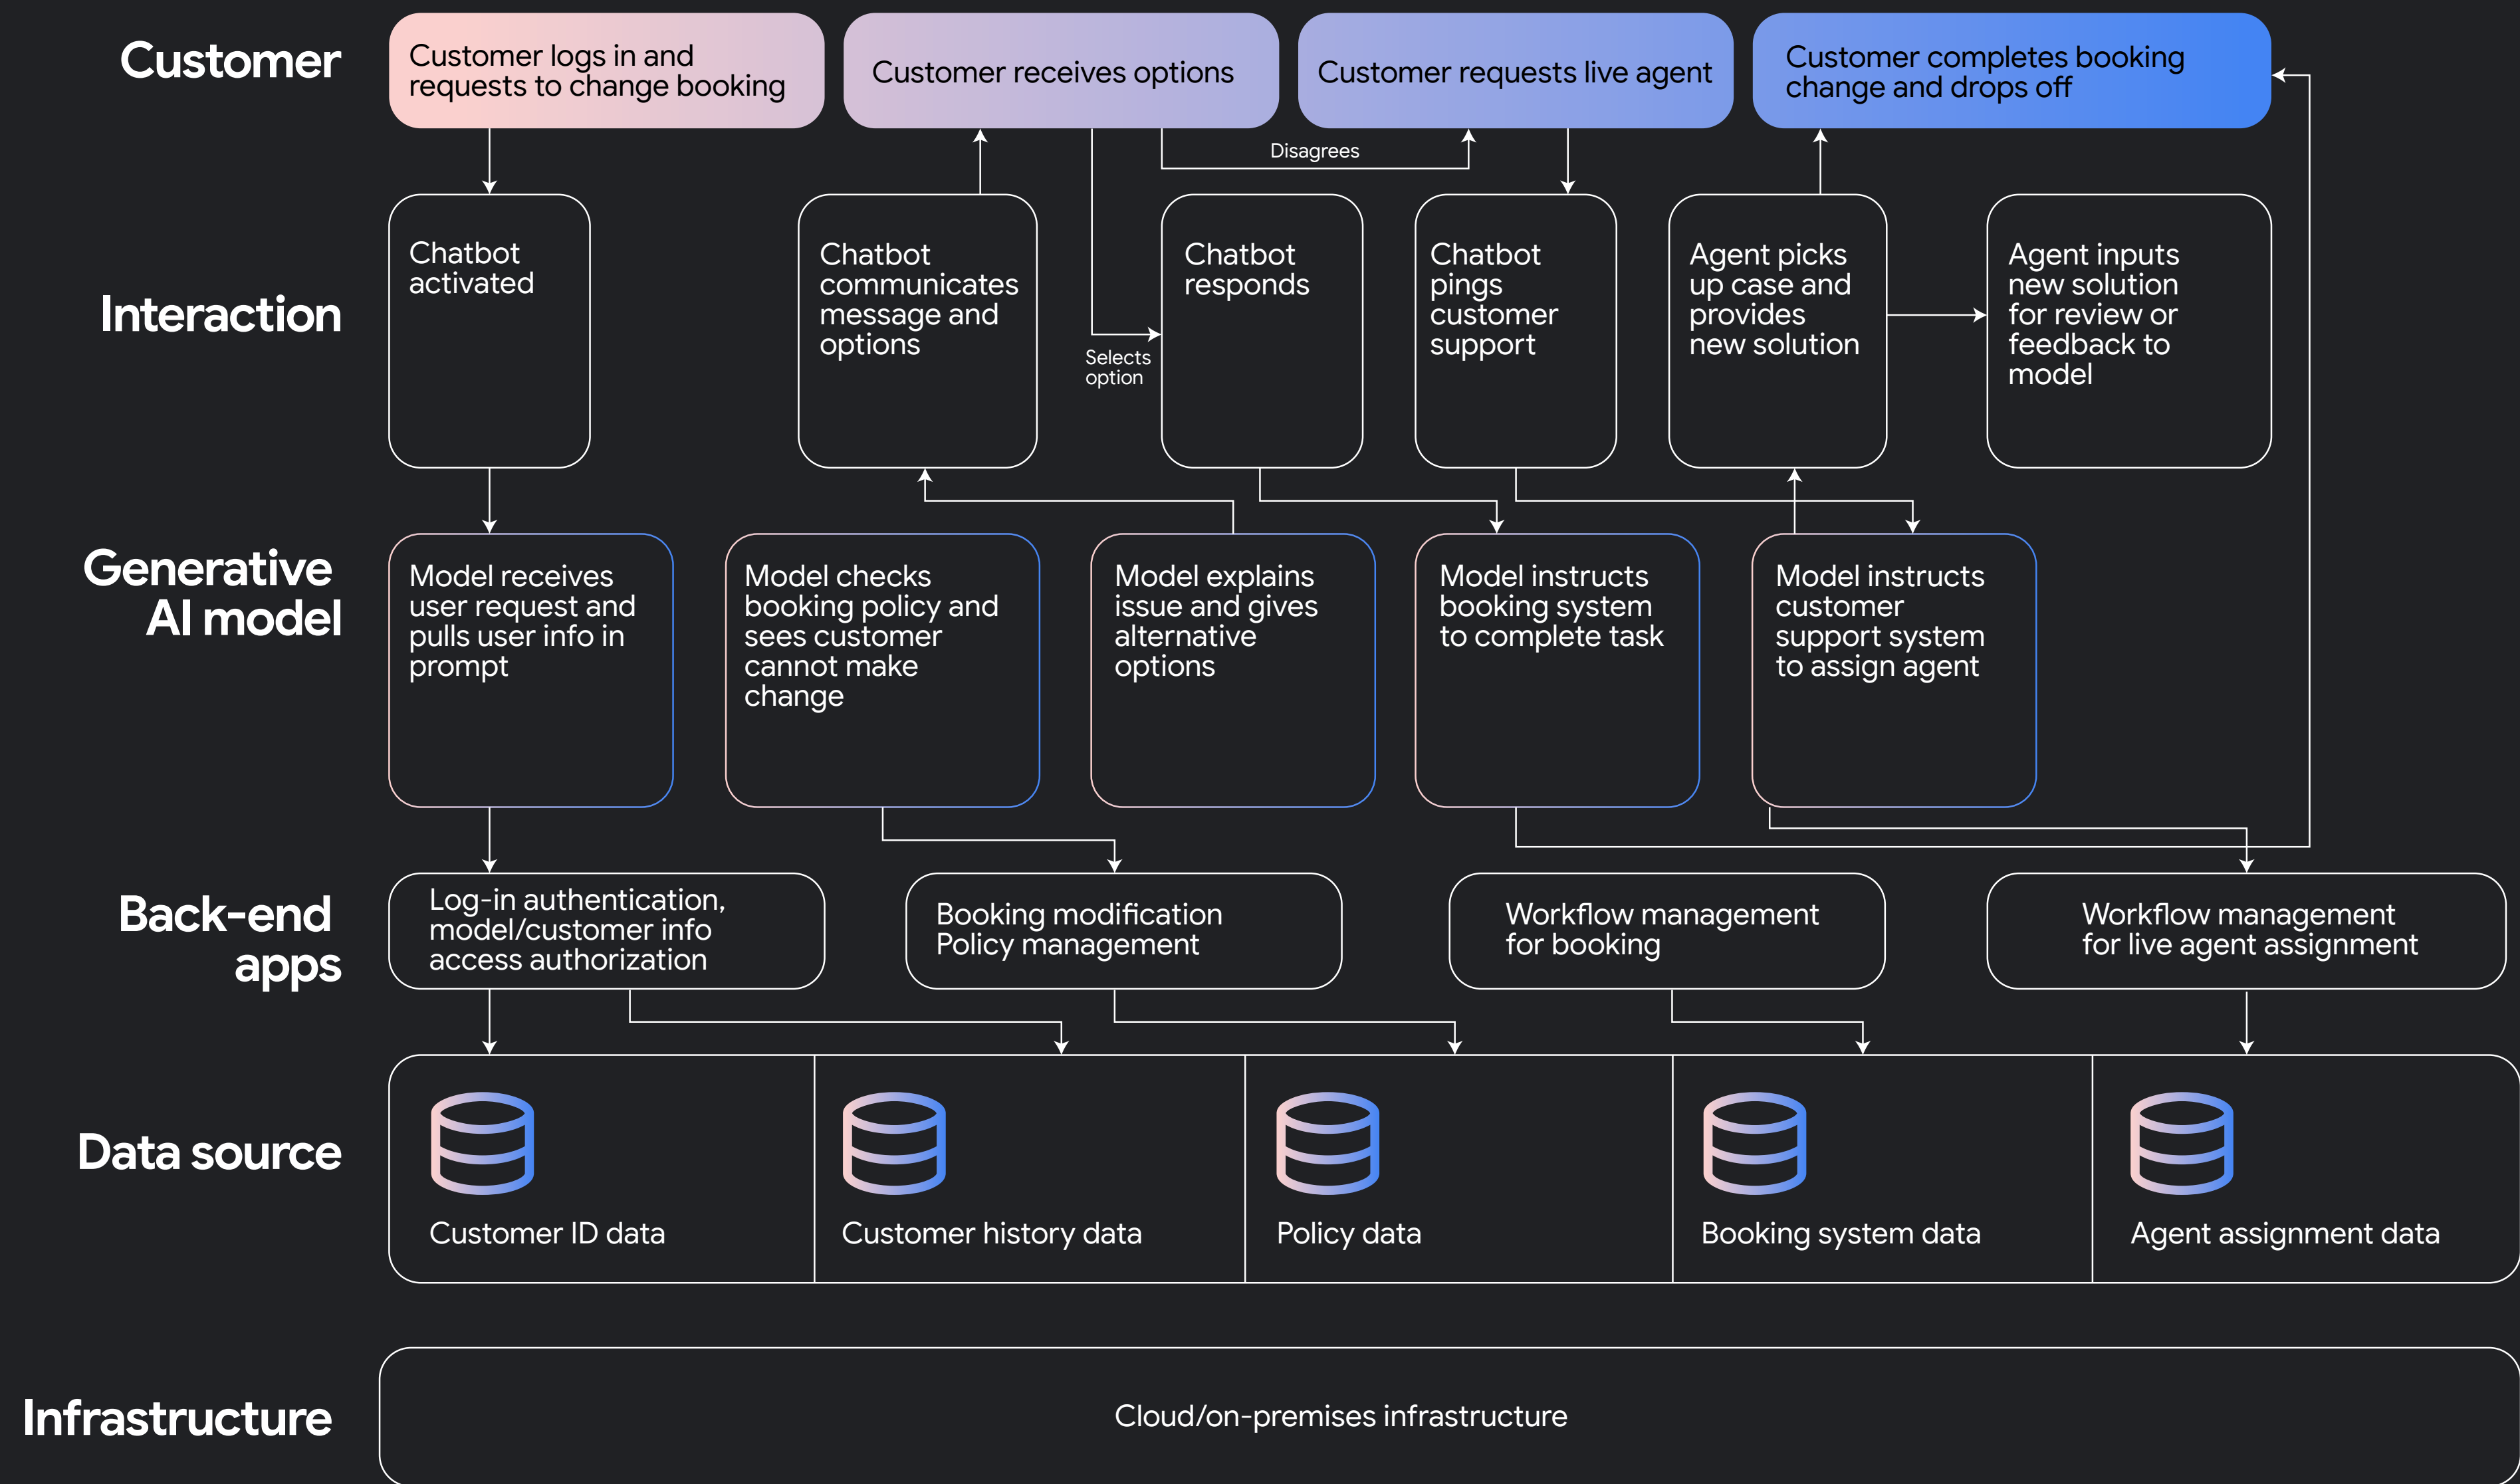 Customer
Customer logs in and
requests to change booking
Customer receives options
Customer requests live agent
Customer completes booking
change and drops off
Disagrees
Interaction
Chatbot
activated
Chatbot
communicates
message and
options
Selects
option
Chatbot
responds
Chatbot
pings
customer
support
Agent picks
up case and
provides
new solution
Agent inputs
new solution
for review or
feedback to
model
Generative
AI model
Model receives
user request and
pulls user info in
prompt
Model checks
booking policy and
sees customer
cannot make
change
Model explains
issue and gives
alternative
options
Model instructs
booking system
to complete task
Model instructs
customer
support system
to assign agent
Back-end
apps
Log-in authentication,
model/customer info
access authorization
Booking modification
Policy management
Workflow management
for booking
Workflow management
for live agent assignment
Data source
Customer ID data
Customer history data
Policy data
Booking system data
Agent assignment data
Infrastructure
Cloud/on-premises infrastructure